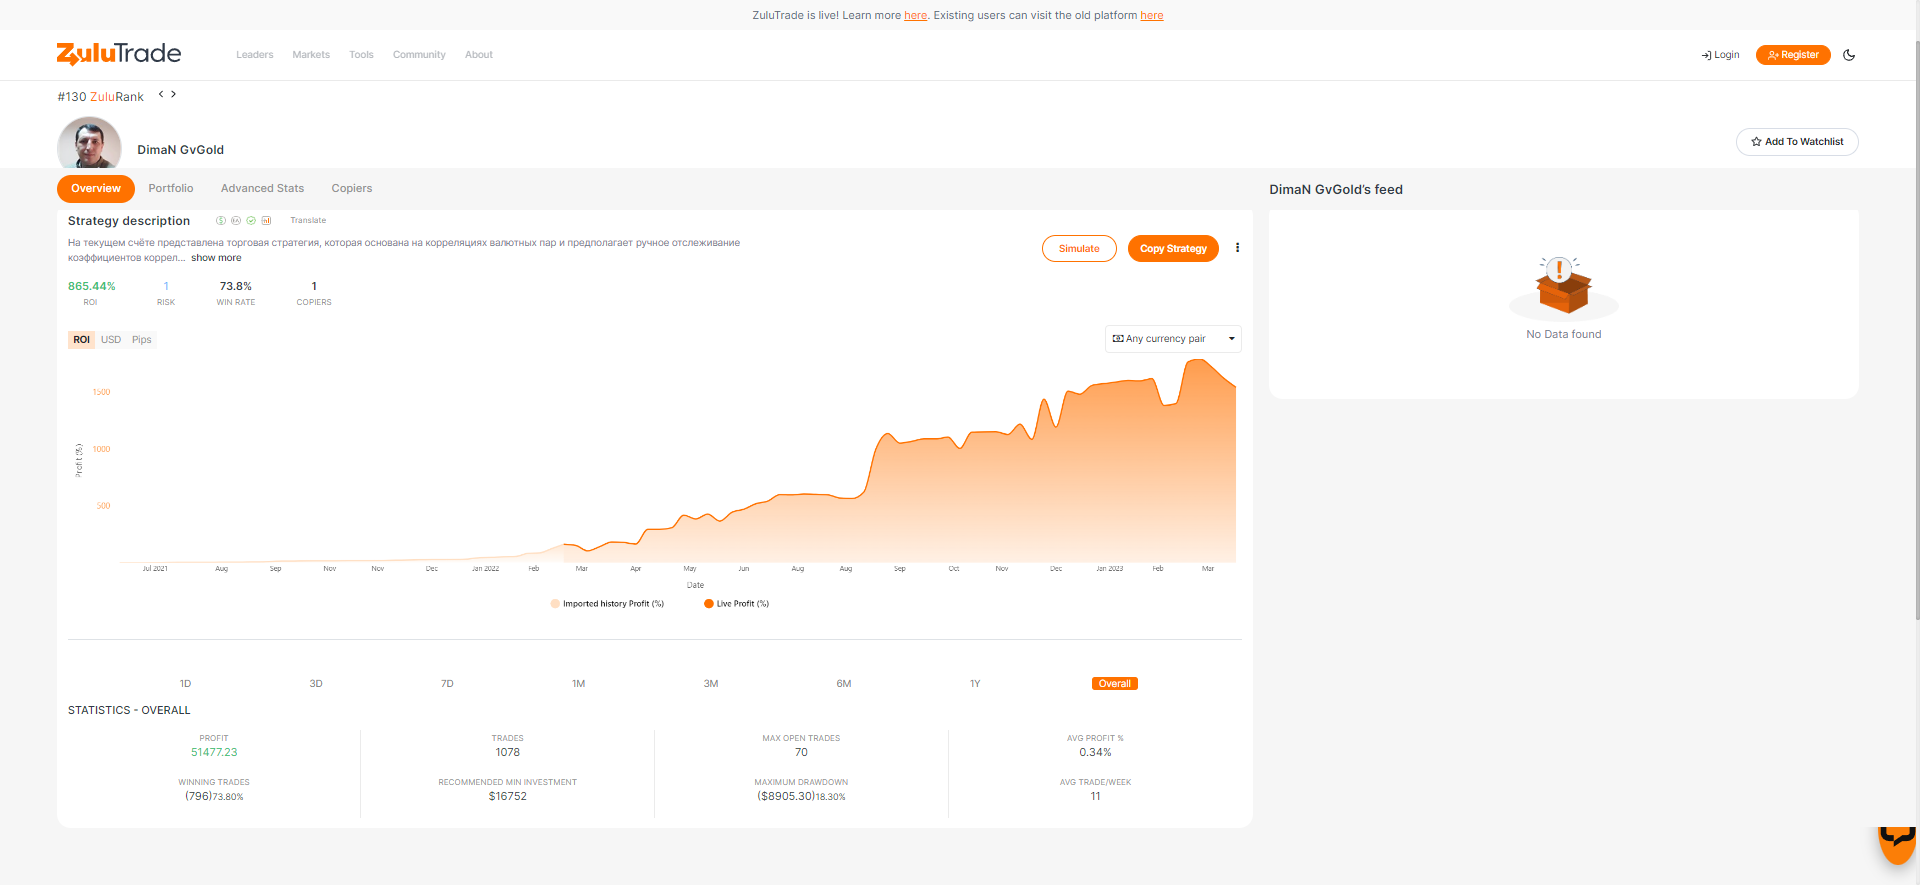 ZuluTrade is live! Learn more here. Existing users can visit the old platform here
ZuluTrade
Leaders Markets Tools Community About
Login
Register
#130 ZuluRank
DimaN GvGold
Add To Watchlist
Overview Portfolio Advanced Stats Copiers
DimaN GvGold's feed
Strategy description
Translate
На текущем счёте представлена торговая стратегия, которая основана на корреляциях валютных пар и предполагает ручное отслеживание
коэффициентов коррел... show more
Simulate
Copy Strategy
865.44% 1 73.8% 1
ROI RISK WIN RATE COPIERS
No Data found
ROI USD Pips
Any currency pair
1500
1000
500
Profit (%)
Jul 2021 Aug Sep Nov Nov Dec Jan 2022 Feb Mar Apr May Jun Aug Aug Sep Oct Nov Dec Jan 2023 Feb Mar
Date
Imported history Profit (%) Live Profit (%)
1D 3D 7D 1M 3M 6M 1Y Overall
STATISTICS - OVERALL
PROFIT TRADES MAX OPEN TRADES AVG PROFIT %
51477.23 1078 70 0.34%
WINNING TRADES RECOMMENDED MIN INVESTMENT MAXIMUM DRAWDOWN AVG TRADE/WEEK
(796)73.80% $16752 ($8905.30)18.30% 11